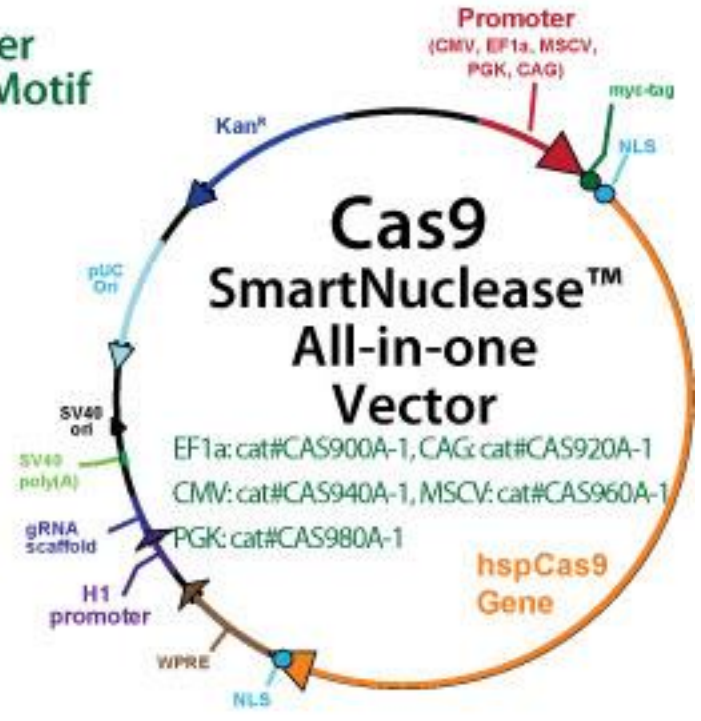 er
Motif
Promoter
(CMV, EF1a, MSCV,
PGK, CAG)
myc-tag
NLS
Kanᴿ
pUC
Ori
Cas9
SmartNuclease™
All-in-one
Vector
SV40
ori
EF1a: cat#CAS900A-1, CAG: cat#CAS920A-1
SV40
poly(A)
CMV: cat#CAS940A-1, MSCV: cat#CAS960A-1
gRNA
scaffold
PGK: cat#CAS980A-1
hspCas9
Gene
H1
promoter
WPRE
NLS